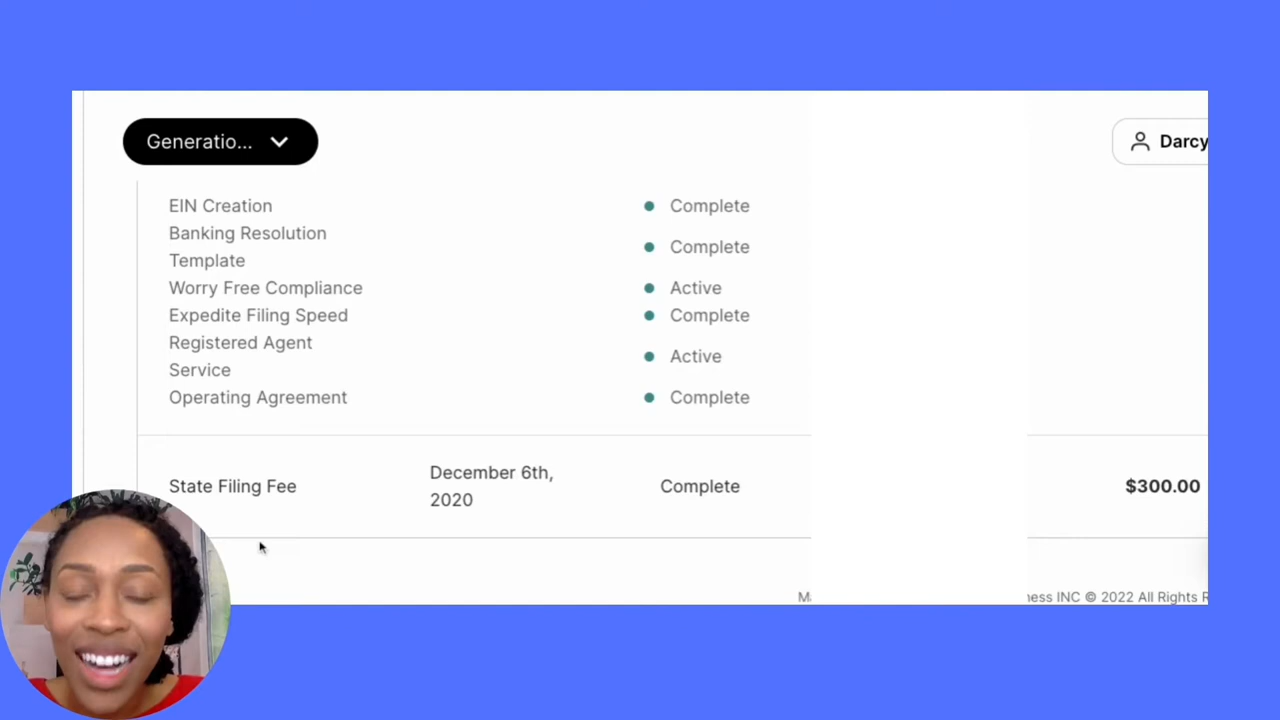 Generatio...
Darcy
EIN Creation
Complete
Banking Resolution
Template
Complete
Worry Free Compliance
Active
Expedite Filing Speed
Complete
Registered Agent
Service
Active
Operating Agreement
Complete
State Filing Fee
December 6th,
2020
Complete
$300.00
ness INC © 2022 All Rights